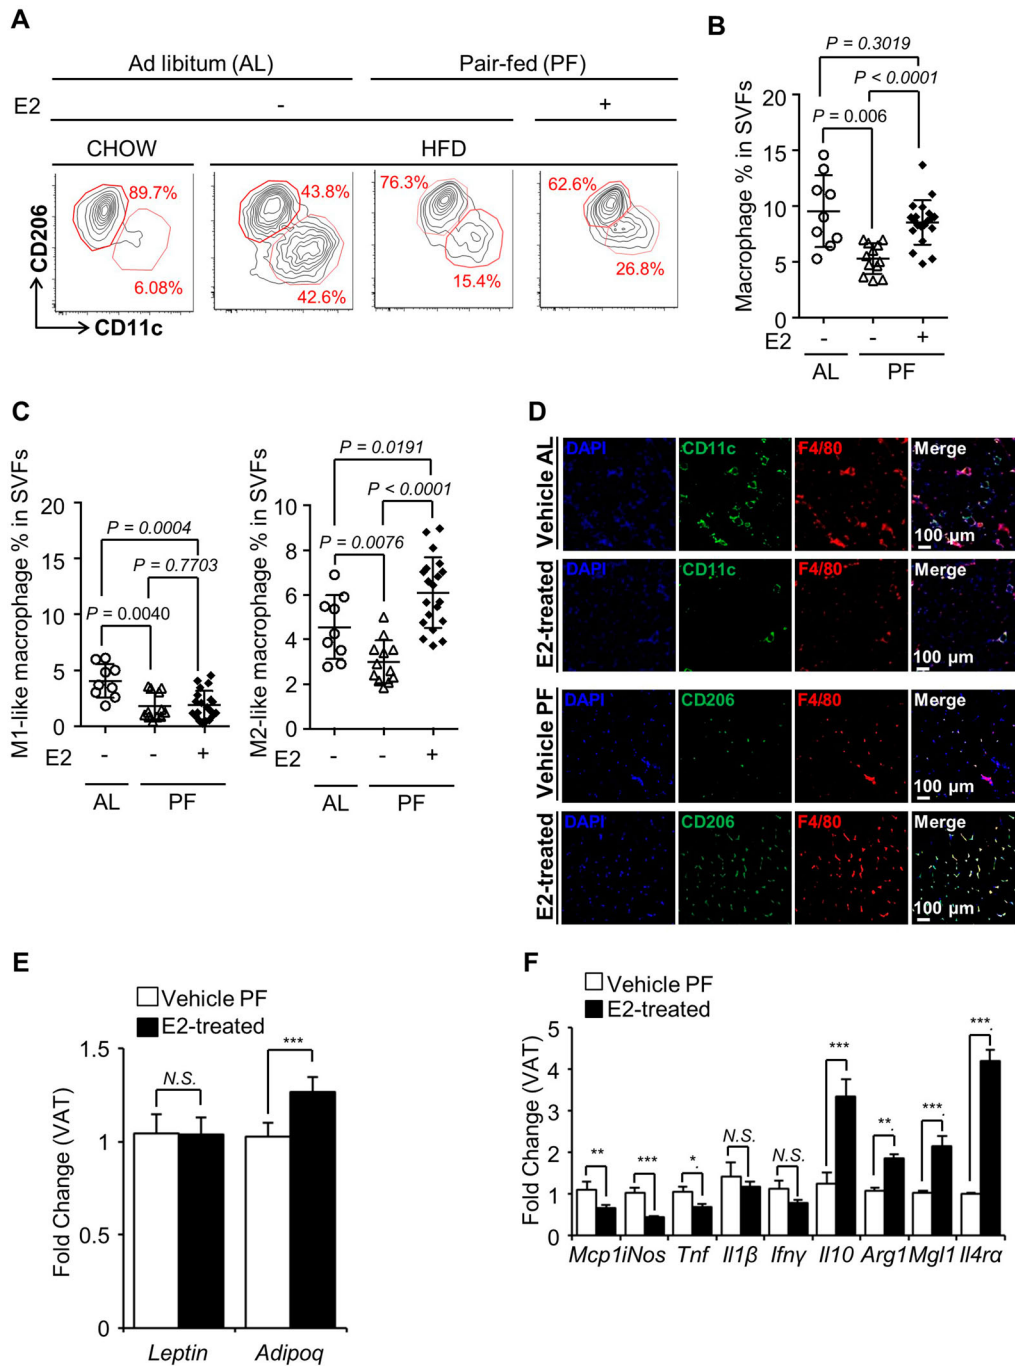 A
Ad libitum (AL)
Pair-fed (PF)
E2
-
+
CHOW
HFD
89.7%
6.08%
43.8%
42.6%
76.3%
15.4%
62.6%
26.8%
CD206
CD11c
B
P = 0.3019
P < 0.0001
P = 0.006
Macrophage % in SVFs
20
15
10
5
0
E2
-
-
+
AL
PF
C
M1-like macrophage % in SVFs
20
15
10
5
0
P = 0.0004
P = 0.7703
P = 0.0040
E2
-
-
+
AL
PF
M2-like macrophage % in SVFs
10
8
6
4
2
0
P = 0.0191
P < 0.0001
P = 0.0076
-
-
+
AL
PF
D
Vehicle AL
DAPI
CD11c
F4/80
Merge
100 µm
E2-treated
DAPI
CD11c
F4/80
Merge
100 µm
Vehicle PF
DAPI
CD206
F4/80
Merge
100 µm
E2-treated
DAPI
CD206
F4/80
Merge
100 µm
E
Vehicle PF
E2-treated
Fold Change (VAT)
1.5
1
0.5
0
N.S.
***
Leptin
Adipoq
F
Vehicle PF
E2-treated
Fold Change (VAT)
5
4
3
2
1
0
**
***
*
N.S.
N.S.
***
**
***
***
Mcp1 iNos Tnf Il1β Ifnγ Il10 Arg1 Mgl1 Il4rα